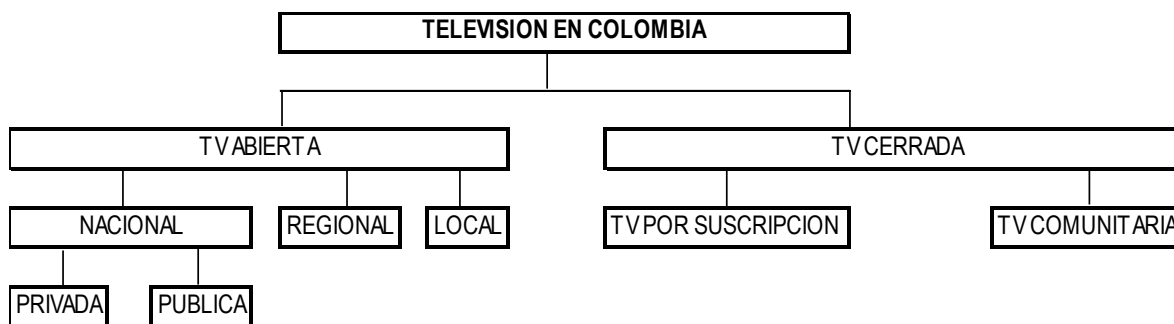 TELEVISION EN COLOMBIA
TV ABIERTA
TV CERRADA
NACIONAL
REGIONAL
LOCAL
TV POR SUSCRIPCION
TV COMUNITARIA
PRIVADA
PUBLICA